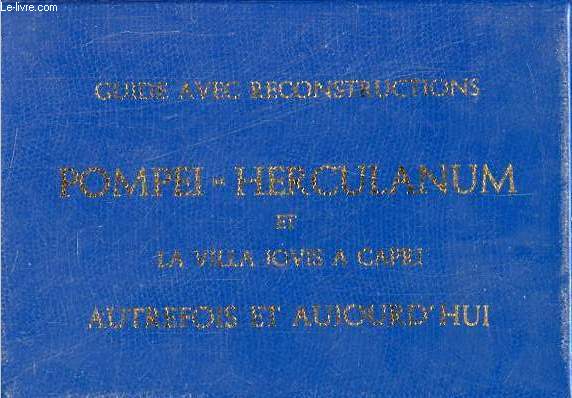 Le-livre.com
GUIDE AVEC RECONSTRUCTIONS
POMPEI - HERCULANUM
ET
LA VILLA JOVIS A CAPRI
AUTREFOIS ET AUJOURD'HUI